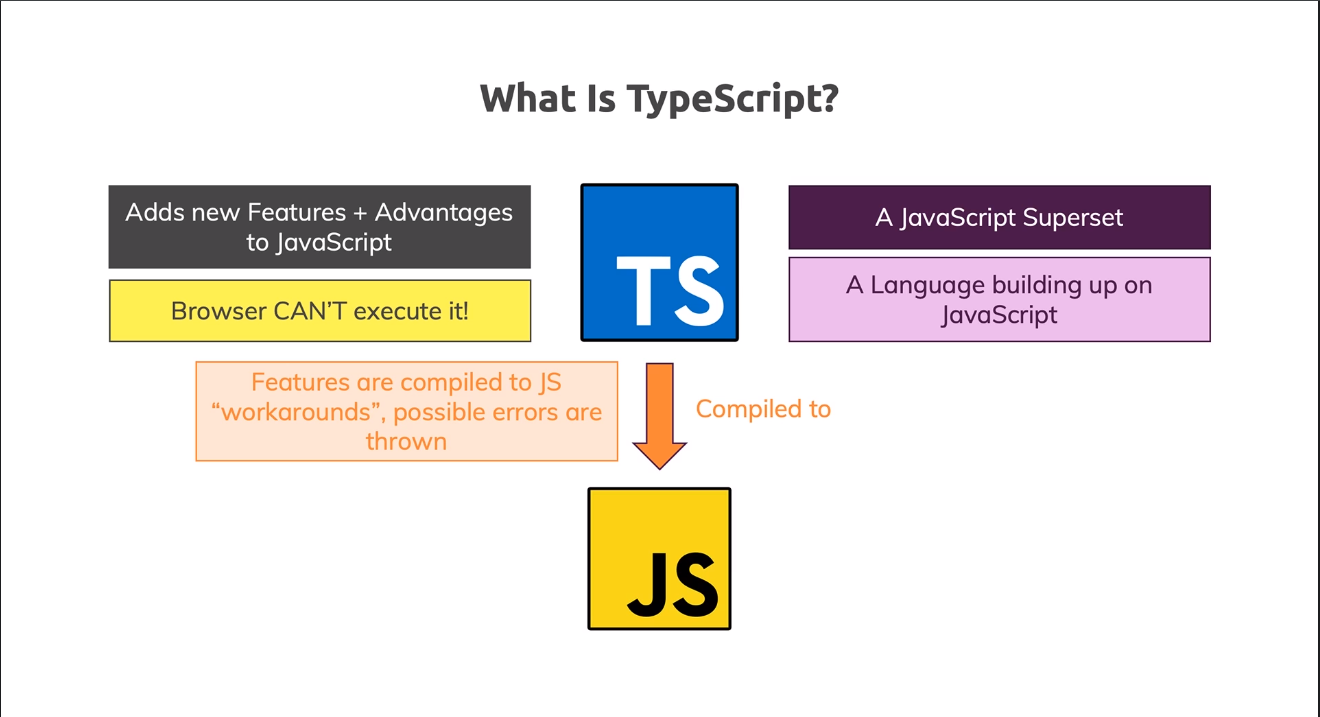 What Is TypeScript?
Adds new Features + Advantages
to JavaScript
Browser CAN’T execute it!
TS
A JavaScript Superset
A Language building up on
JavaScript
Features are compiled to JS
“workarounds”, possible errors are
thrown
Compiled to
JS